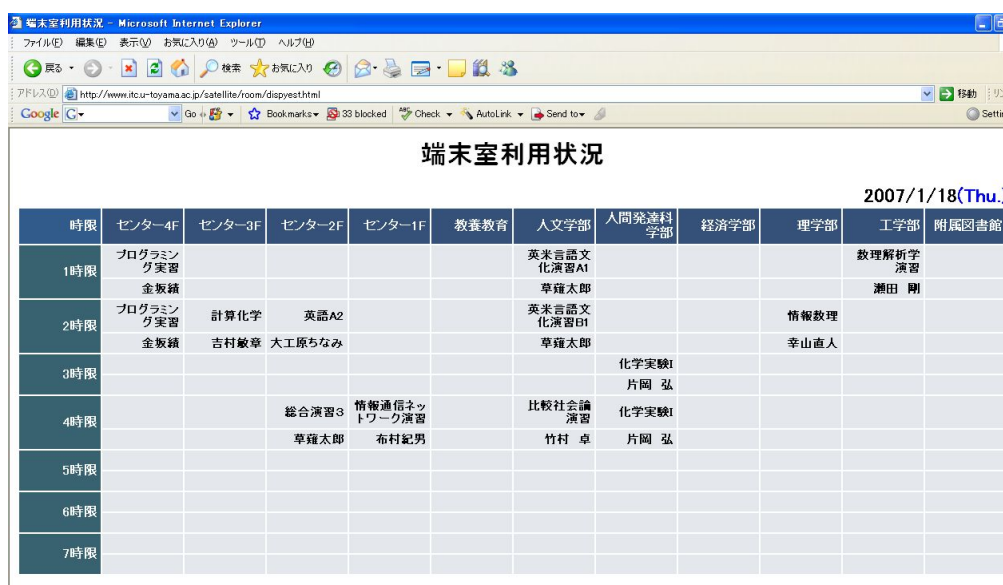 端末室利用状況 - Microsoft Internet Explorer
ファイル(F) 編集(E) 表示(V) お気に入り(A) ツール(T) ヘルプ(H)
戻る 検索 お気に入り
アドレス(D) http://www.itc.u-toyama.ac.jp/satellite/room/dispyest.html 移動
Google G Go Bookmarks 33 blocked Check AutoLink Send to
端末室利用状況
2007/1/18(Thu.)
時限 センター4F センター3F センター2F センター1F 教養教育 人文学部 人間発達科 経済学部 理学部 工学部 附属図書館
学部
プログラミン 英米言語文 数理解析学
グ実習 化演習A1 演習
1時限
金坂績 草薙太郎 瀬田 剛
プログラミン 英米言語文
グ実習 計算化学 英語A2 化演習B1 情報数理
2時限
金坂績 吉村敏章 大工原ちなみ 草薙太郎 幸山直人
化学実験I
3時限
片岡 弘
総合演習3 情報通信ネッ 比較社会論 化学実験I
トワーク演習 演習
4時限
草薙太郎 布村紀男 竹村 卓 片岡 弘
5時限
6時限
7時限